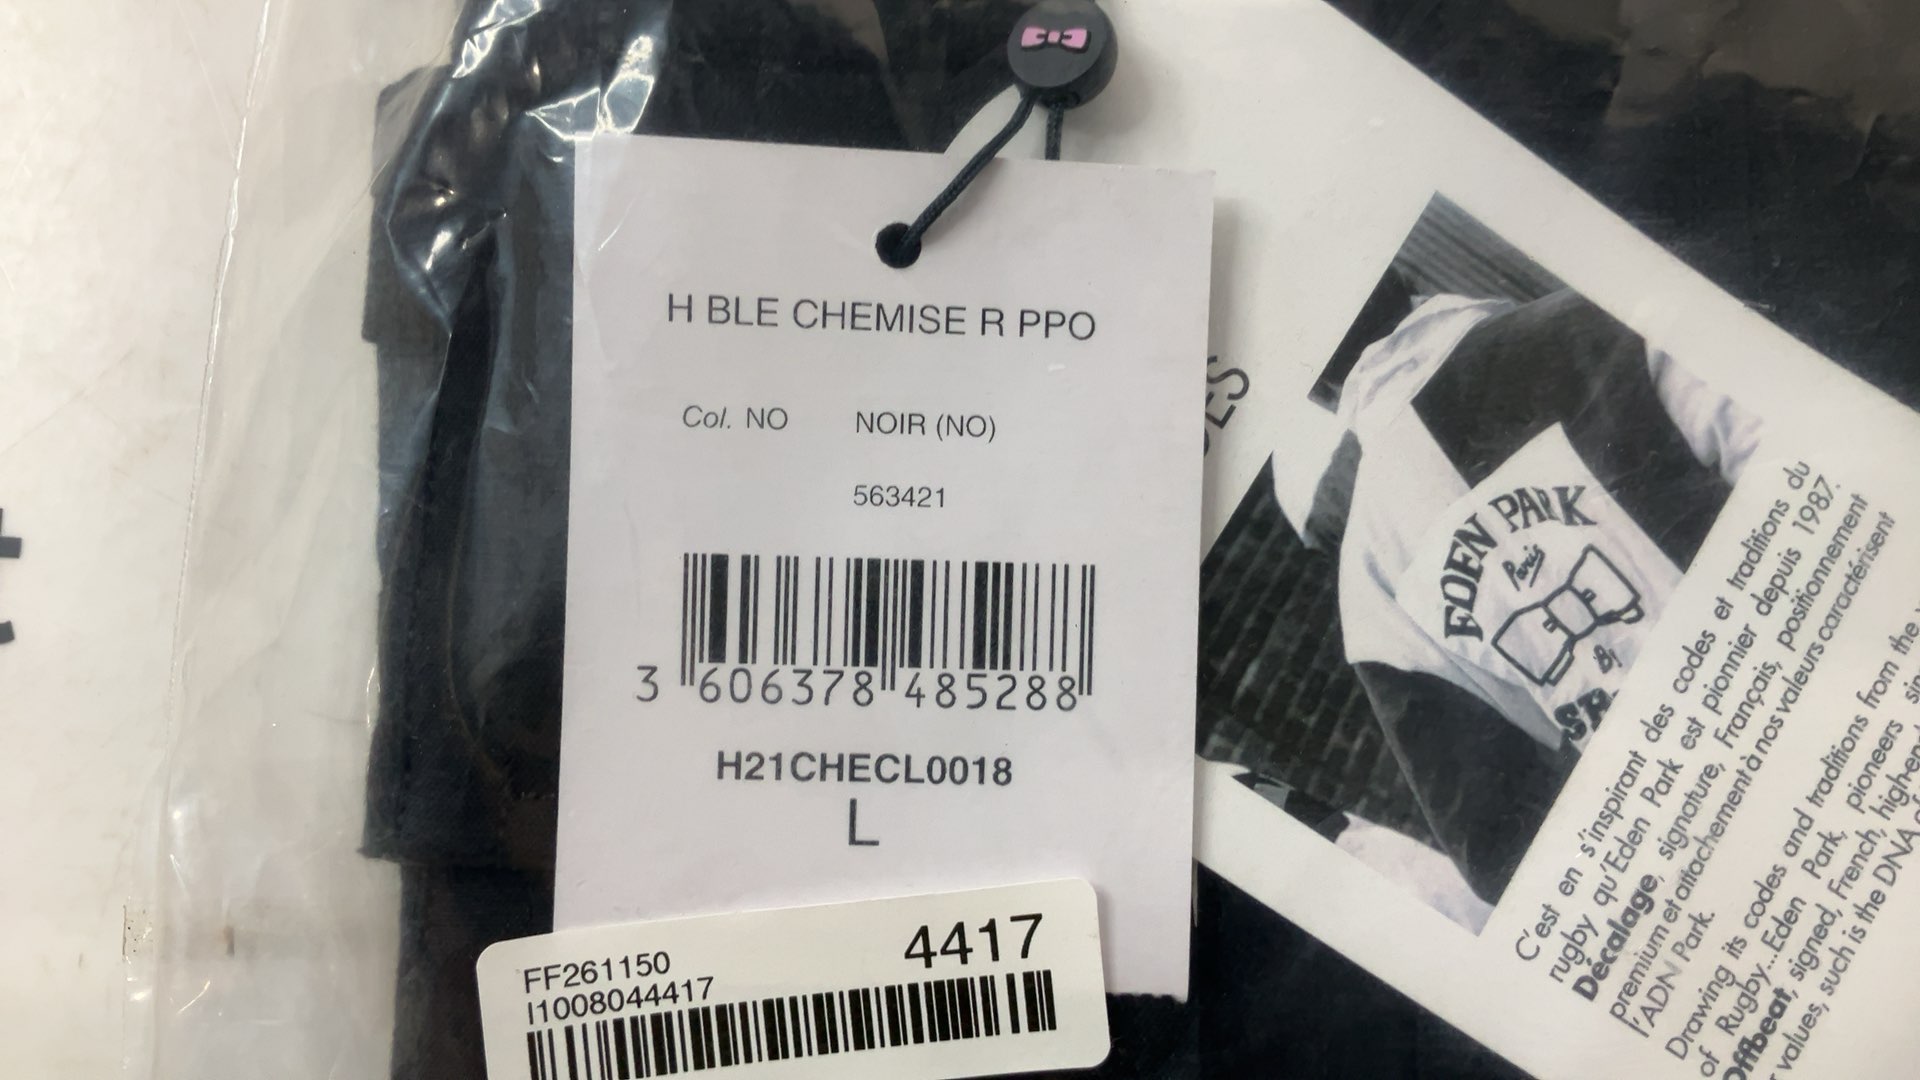 H BLE CHEMISE R PPO
Col. NO NOIR (NO)
563421
3 606378 485288
H21CHECL0018
L
FF261150
4417
I1008044417
EDEN PARK
Paris
C'est en s'inspirant des codes et traditions du
rugby qu'Eden Park est pionnier depuis 1987.
Décalage, signature, Français, positionnement
premium et attachement à nos valeurs caractérisent
l'ADN Park.
Drawing its codes and traditions from the
of Rugby...Eden Park, pioneers
Offbeat, signed, French, high-end
values, such is the DNA